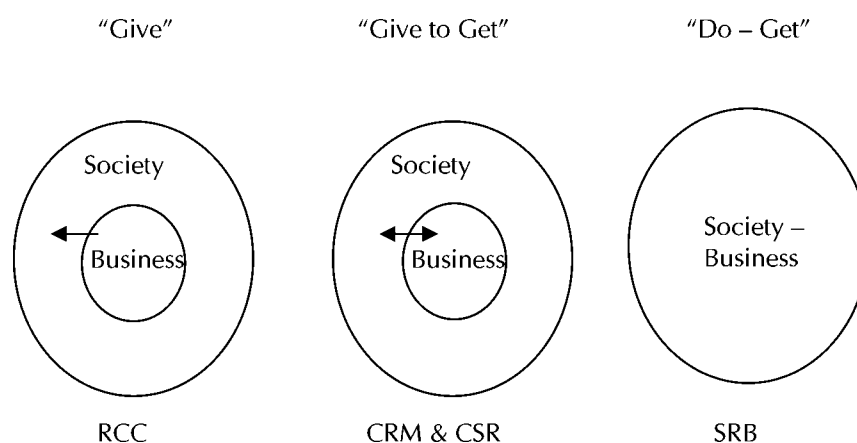 “Give”
“Give to Get”
“Do – Get”
Society
Business
Society
Business
Society –
Business
RCC
CRM & CSR
SRB